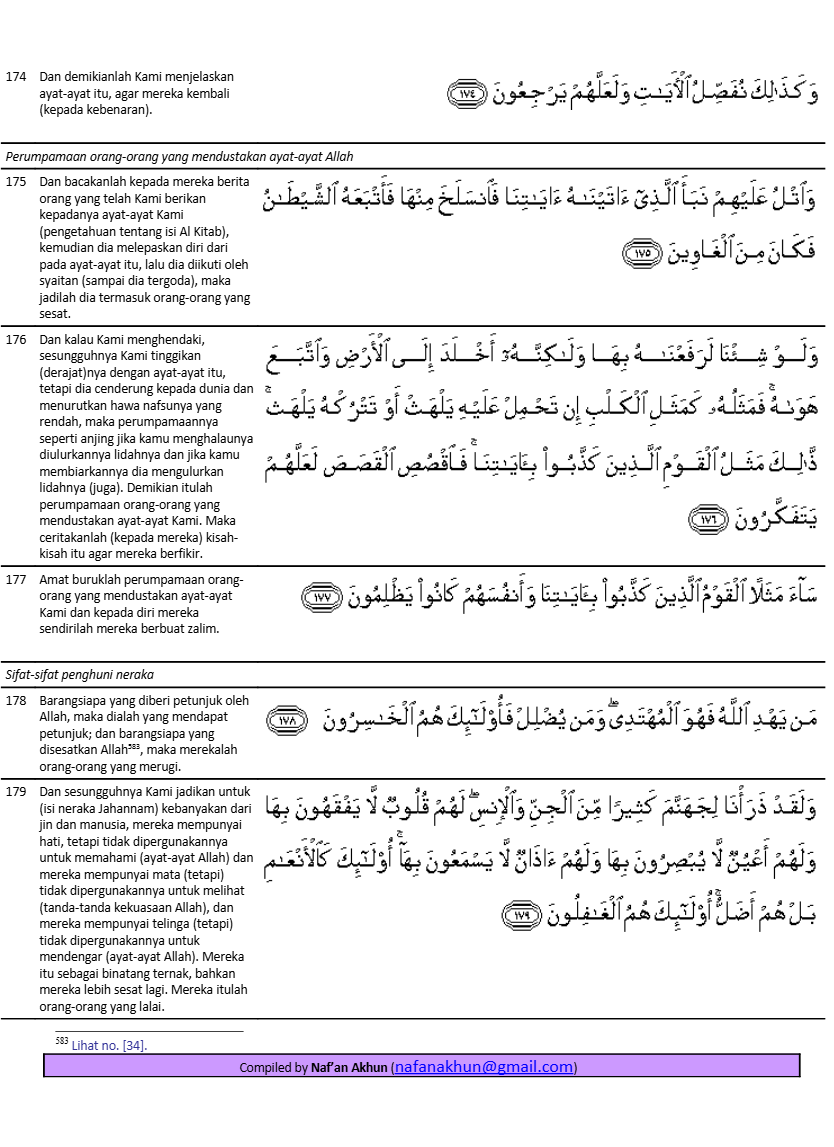 174 Dan demikianlah Kami menjelaskan
ayat-ayat itu, agar mereka kembali
(kepada kebenaran).
وَكَذَٰلِكَ نُفَصِّلُ ٱلْأَيَـٰتِ وَلَعَلَّهُمْ يَرْجِعُونَ ﴿١٧٤﴾
Perumpamaan orang-orang yang mendustakan ayat-ayat Allah
175 Dan bacakanlah kepada mereka berita
orang yang telah Kami berikan
kepadanya ayat-ayat Kami
(pengetahuan tentang isi Al Kitab),
kemudian dia melepaskan diri dari
pada ayat-ayat itu, lalu dia diikuti oleh
syaitan (sampai dia tergoda), maka
jadilah dia termasuk orang-orang yang
sesat.
وَٱتْلُ عَلَيْهِمْ نَبَأَ ٱلَّذِىٓ ءَاتَيْنَـٰهُ ءَايَـٰتِنَا فَٱنسَلَخَ مِنْهَا فَأَتْبَعَهُ ٱلشَّيْطَـٰنُ
فَكَانَ مِنَ ٱلْغَاوِينَ ﴿١٧٥﴾
176 Dan kalau Kami menghendaki,
sesungguhnya Kami tinggikan
(derajat)nya dengan ayat-ayat itu,
tetapi dia cenderung kepada dunia dan
menurutkan hawa nafsunya yang
rendah, maka perumpamaannya
seperti anjing jika kamu menghalaunya
diulurkannya lidahnya dan jika kamu
membiarkannya dia mengulurkan
lidahnya (juga). Demikian itulah
perumpamaan orang-orang yang
mendustakan ayat-ayat Kami. Maka
ceritakanlah (kepada mereka) kisah-
kisah itu agar mereka berfikir.
وَلَوْ شِئْنَا لَرَفَعْنَـٰهُ بِهَا وَلَـٰكِنَّهُۥٓ أَخْلَدَ إِلَى ٱلْأَرْضِ وَٱتَّبَعَ
هَوَىٰهُ ۚ فَمَثَلُهُۥ كَمَثَلِ ٱلْكَلْبِ إِن تَحْمِلْ عَلَيْهِ يَلْهَثْ أَوْ تَتْرُكْهُ يَلْهَث ۚ
ذَّٰلِكَ مَثَلُ ٱلْقَوْمِ ٱلَّذِينَ كَذَّبُوا۟ بِـَٔايَـٰتِنَا ۚ فَٱقْصُصِ ٱلْقَصَصَ لَعَلَّهُمْ
يَتَفَكَّرُونَ ﴿١٧٦﴾
177 Amat buruklah perumpamaan orang-
orang yang mendustakan ayat-ayat
Kami dan kepada diri mereka
sendirilah mereka berbuat zalim.
سَآءَ مَثَلًا ٱلْقَوْمُ ٱلَّذِينَ كَذَّبُوا۟ بِـَٔايَـٰتِنَا وَأَنفُسَهُمْ كَانُوا۟ يَظْلِمُونَ ﴿١٧٧﴾
Sifat-sifat penghuni neraka
178 Barangsiapa yang diberi petunjuk oleh
Allah, maka dialah yang mendapat
petunjuk; dan barangsiapa yang
disesatkan Allah583, maka merekalah
orang-orang yang merugi.
مَن يَهْدِ ٱللَّهُ فَهُوَ ٱلْمُهْتَدِى ۖ وَمَن يُضْلِلْ فَأُو۟لَـٰٓئِكَ هُمُ ٱلْخَـٰسِرُونَ ﴿١٧٨﴾
179 Dan sesungguhnya Kami jadikan untuk
(isi neraka Jahannam) kebanyakan dari
jin dan manusia, mereka mempunyai
hati, tetapi tidak dipergunakannya
untuk memahami (ayat-ayat Allah) dan
mereka mempunyai mata (tetapi)
tidak dipergunakannya untuk melihat
(tanda-tanda kekuasaan Allah), dan
mereka mempunyai telinga (tetapi)
tidak dipergunakannya untuk
mendengar (ayat-ayat Allah). Mereka
itu sebagai binatang ternak, bahkan
mereka lebih sesat lagi. Mereka itulah
orang-orang yang lalai.
وَلَقَدْ ذَرَأْنَا لِجَهَنَّمَ كَثِيرًا مِّنَ ٱلْجِنِّ وَٱلْإِنسِ ۖ لَهُمْ قُلُوبٌ لَّا يَفْقَهُونَ بِهَا
وَلَهُمْ أَعْيُنٌ لَّا يُبْصِرُونَ بِهَا وَلَهُمْ ءَاذَانٌ لَّا يَسْمَعُونَ بِهَآ ۚ أُو۟لَـٰٓئِكَ كَٱلْأَنْعَـٰمِ
بَلْ هُمْ أَضَلُّ ۚ أُو۟لَـٰٓئِكَ هُمُ ٱلْغَـٰفِلُونَ ﴿١٧٩﴾
583 Lihat no. [34].
Compiled by Naf’an Akhun (nafanakhun@gmail.com)